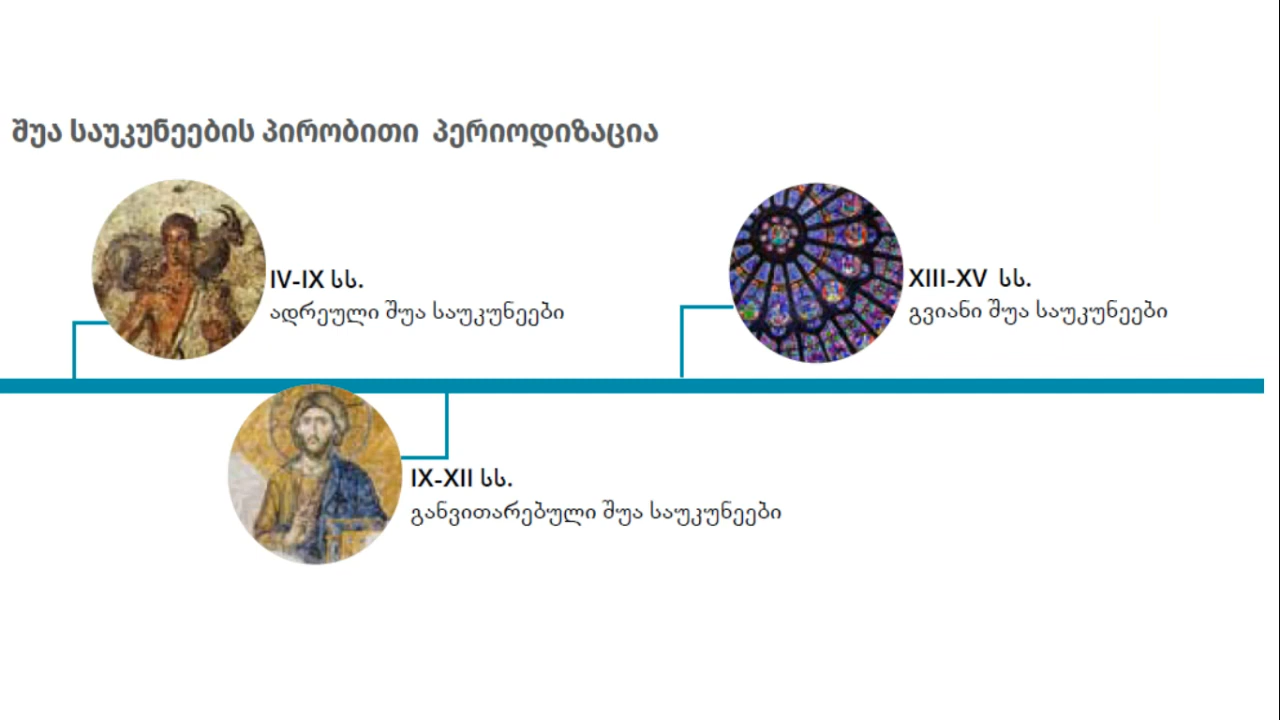 შუა საუკუნეების პირობითი პერიოდიზაცია
IV-IX სს.
ადრეული შუა საუკუნეები
XIII-XV სს.
გვიანი შუა საუკუნეები
IX-XII სს.
განვითარებული შუა საუკუნეები